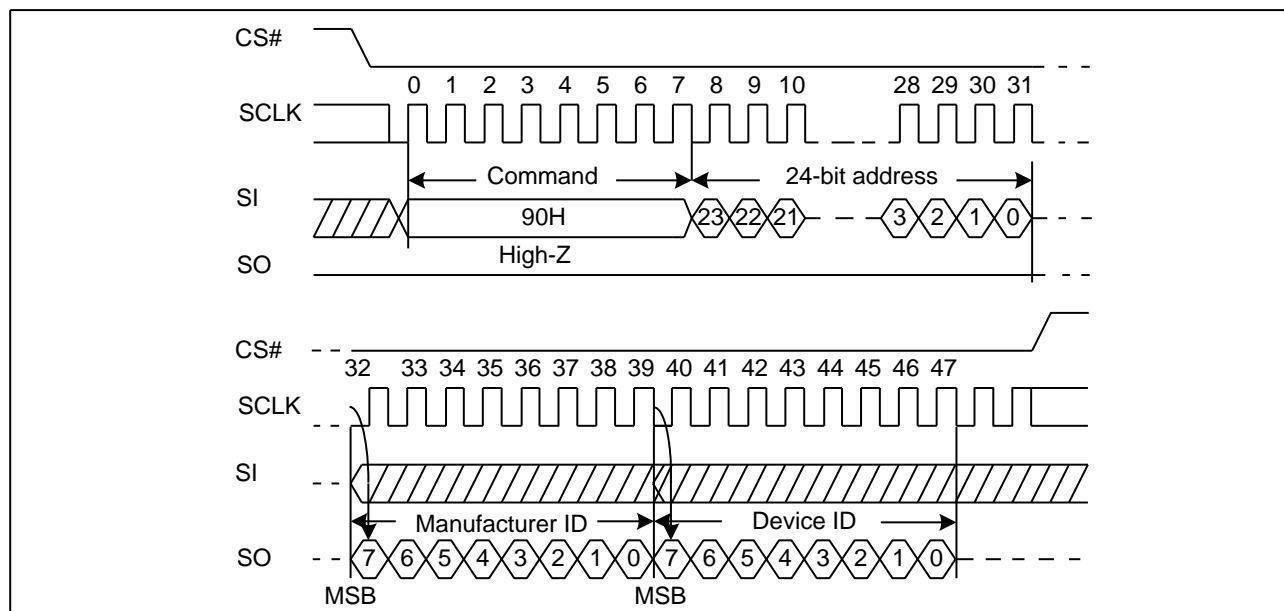 CS#
0 1 2 3 4 5 6 7 8 9 10 28 29 30 31
SCLK
Command 24-bit address
SI
90H 23 22 21 3 2 1 0
High-Z
SO
CS#
32 33 34 35 36 37 38 39 40 41 42 43 44 45 46 47
SCLK
SI
Manufacturer ID Device ID
SO 7 6 5 4 3 2 1 0 7 6 5 4 3 2 1 0
MSB MSB